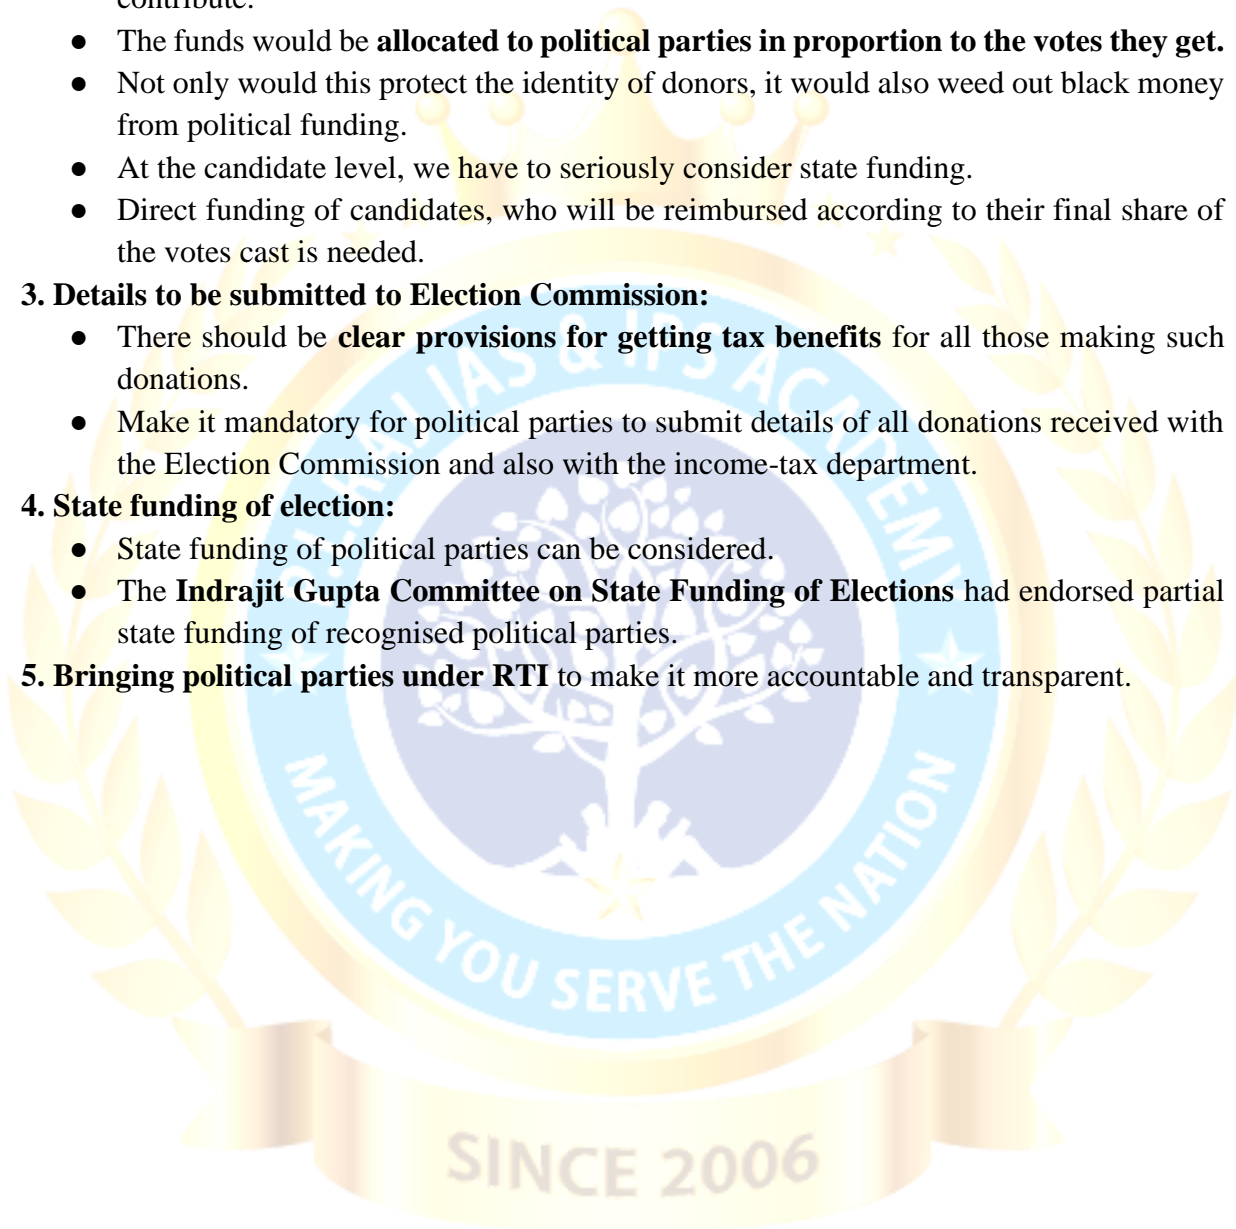 contribute.
● The funds would be allocated to political parties in proportion to the votes they get.
● Not only would this protect the identity of donors, it would also weed out black money
from political funding.
● At the candidate level, we have to seriously consider state funding.
● Direct funding of candidates, who will be reimbursed according to their final share of
the votes cast is needed.
3. Details to be submitted to Election Commission:
● There should be clear provisions for getting tax benefits for all those making such
donations.
● Make it mandatory for political parties to submit details of all donations received with
the Election Commission and also with the income-tax department.
4. State funding of election:
● State funding of political parties can be considered.
● The Indrajit Gupta Committee on State Funding of Elections had endorsed partial
state funding of recognised political parties.
5. Bringing political parties under RTI to make it more accountable and transparent.
IAS & IPS ACADEMY
MAKING YOU SERVE THE NATION
SINCE 2006